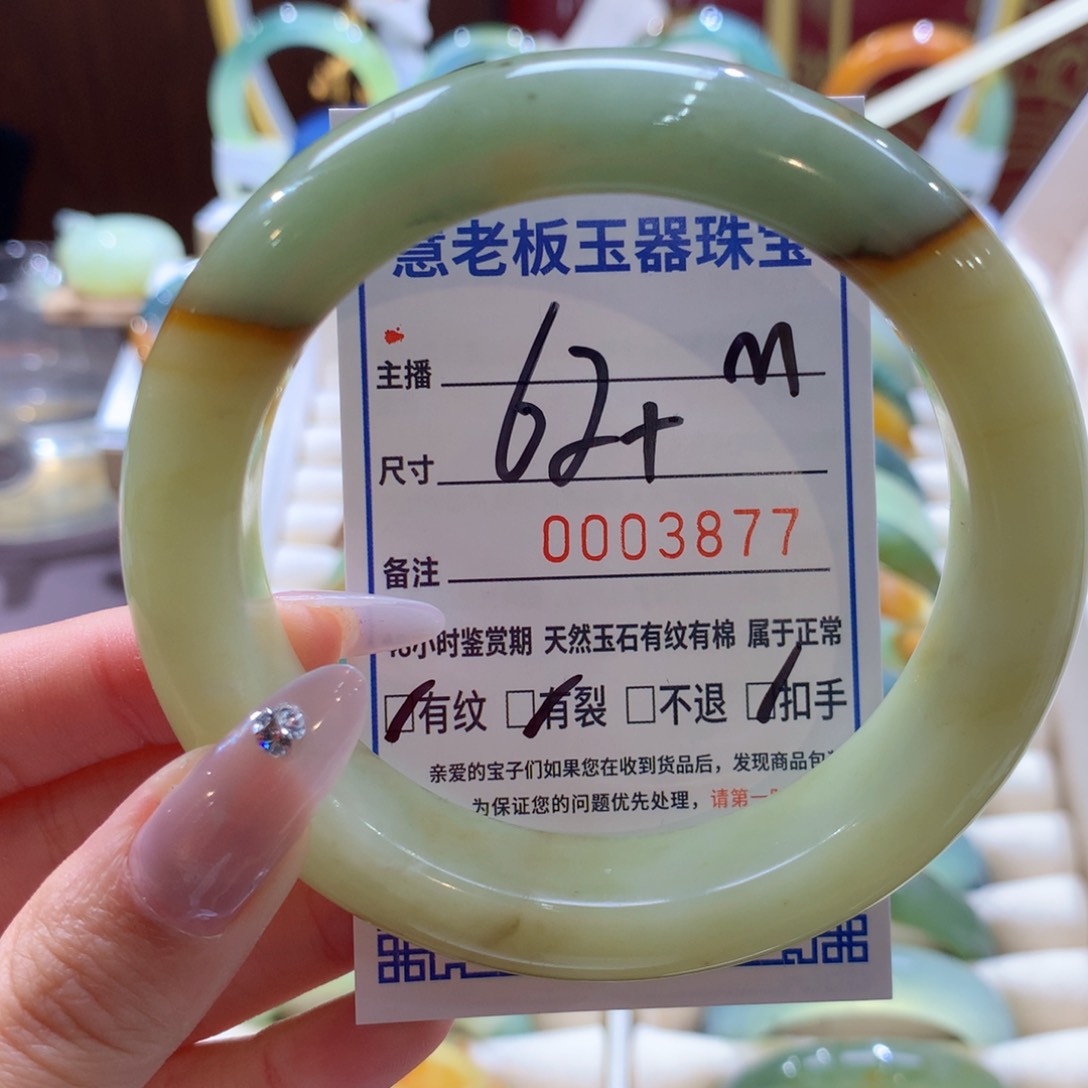 慧老板玉器珠宝
主播 M
尺寸 62+
0003877
备注
小时鉴赏期 天然玉石有纹有棉 属于正常
□有纹 □有裂 □不退 □扣手
亲爱的宝子们如果您在收到货品后，发现商品包
为保证您的问题优先处理，请第一